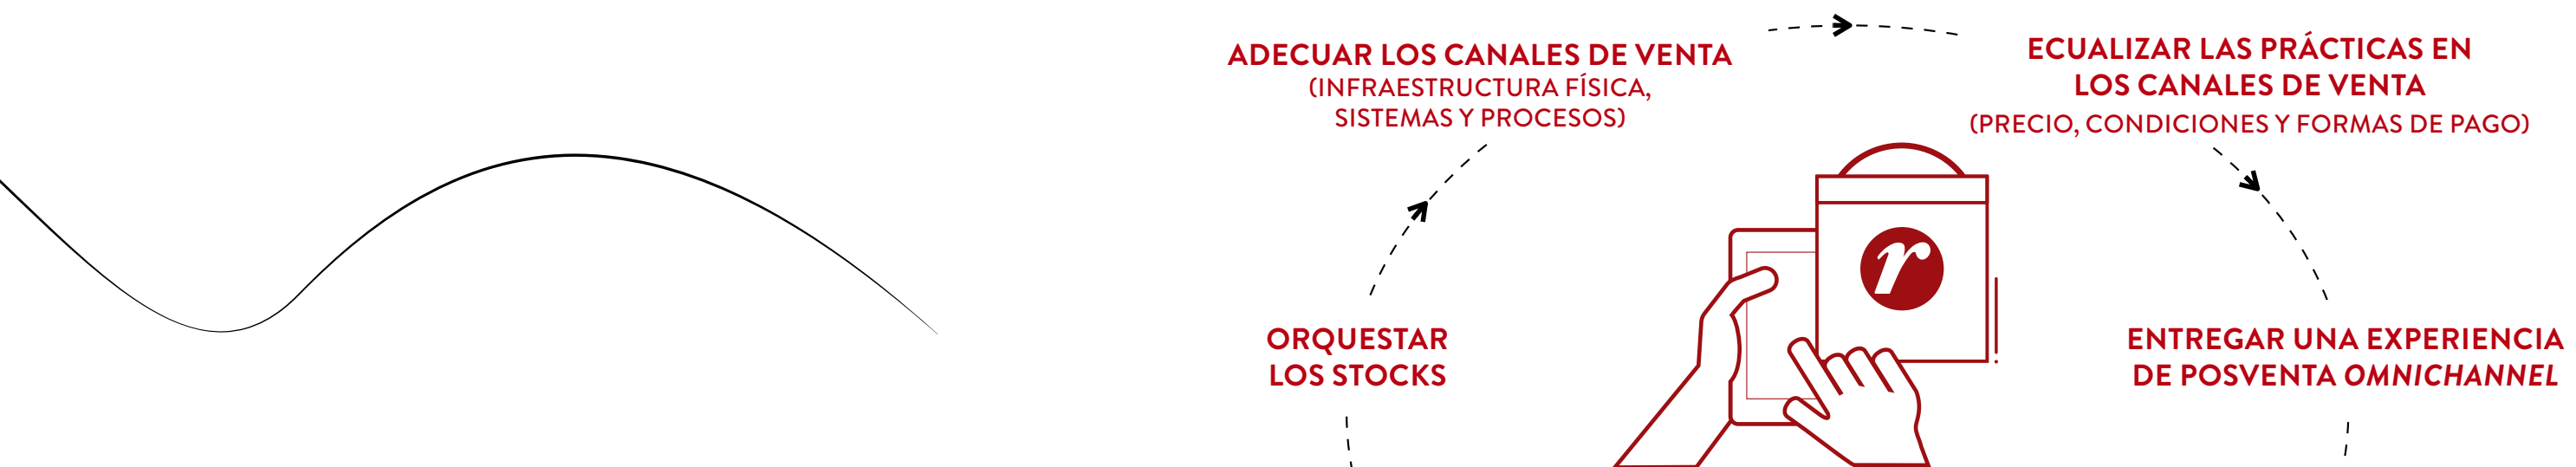 ADECUAR LOS CANALES DE VENTA
(INFRAESTRUCTURA FÍSICA,
SISTEMAS Y PROCESOS)
ECUALIZAR LAS PRÁCTICAS EN
LOS CANALES DE VENTA
(PRECIO, CONDICIONES Y FORMAS DE PAGO)
r
ORQUESTAR
LOS STOCKS
ENTREGAR UNA EXPERIENCIA
DE POSVENTA OMNICHANNEL